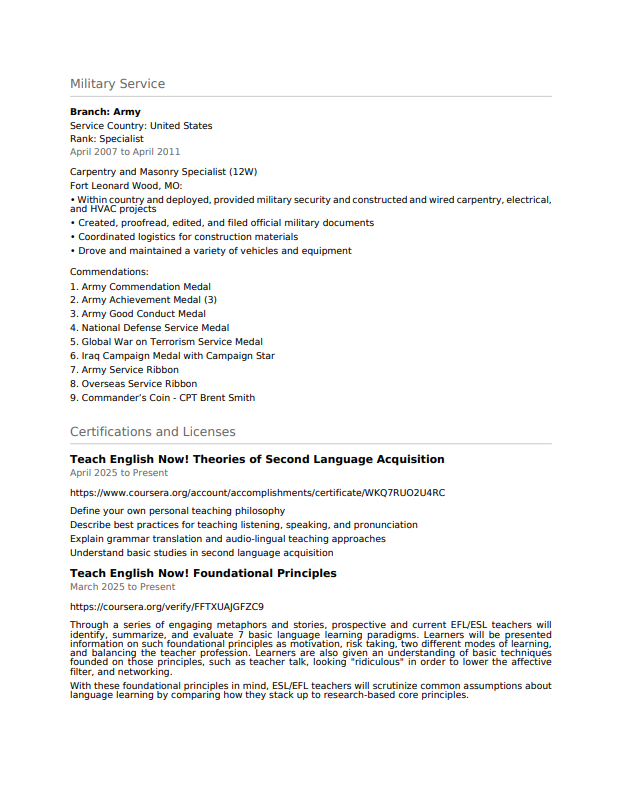 Military Service
Branch: Army
Service Country: United States
Rank: Specialist
April 2007 to April 2011
Carpentry and Masonry Specialist (12W)
Fort Leonard Wood, MO:
• Within country and deployed, provided military security and constructed and wired carpentry, electrical,
and HVAC projects
• Created, proofread, edited, and filed official military documents
• Coordinated logistics for construction materials
• Drove and maintained a variety of vehicles and equipment
Commendations:
1. Army Commendation Medal
2. Army Achievement Medal (3)
3. Army Good Conduct Medal
4. National Defense Service Medal
5. Global War on Terrorism Service Medal
6. Iraq Campaign Medal with Campaign Star
7. Army Service Ribbon
8. Overseas Service Ribbon
9. Commander’s Coin - CPT Brent Smith
Certifications and Licenses
Teach English Now! Theories of Second Language Acquisition
April 2025 to Present
https://www.coursera.org/account/accomplishments/certificate/WKQ7RUO2U4RC
Define your own personal teaching philosophy
Describe best practices for teaching listening, speaking, and pronunciation
Explain grammar translation and audio-lingual teaching approaches
Understand basic studies in second language acquisition
Teach English Now! Foundational Principles
March 2025 to Present
https://coursera.org/verify/FFTXUAJGFZC9
Through a series of engaging metaphors and stories, prospective and current EFL/ESL teachers will
identify, summarize, and evaluate 7 basic language learning paradigms. Learners will be presented
information on such foundational principles as motivation, risk taking, two different modes of learning,
and balancing the teacher profession. Learners are also given an understanding of basic techniques
founded on those principles, such as teacher talk, looking "ridiculous" in order to lower the affective
filter, and networking.
With these foundational principles in mind, ESL/EFL teachers will scrutinize common assumptions about
language learning by comparing how they stack up to research-based core principles.